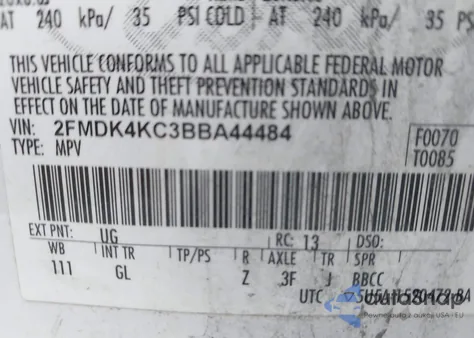 AT 240 kPa/ 35 PSI COLD AT 240 kPa/ 35 PS
THIS VEHICLE CONFORMS TO ALL APPLICABLE FEDERAL MOTOR
VEHICLE SAFETY AND THEFT PREVENTION STANDARDS IN
EFFECT ON THE DATE OF MANUFACTURE SHOWN ABOVE.
VIN: 2FMDK4KC3BBA44484
TYPE: MPV
F0070
T0085
EXT PNT: UG RC: 13 DSO:
WB INT TR TP/PS R AXLE TR SPR
111 GL Z 3F J BBCC
UTC
autoshop